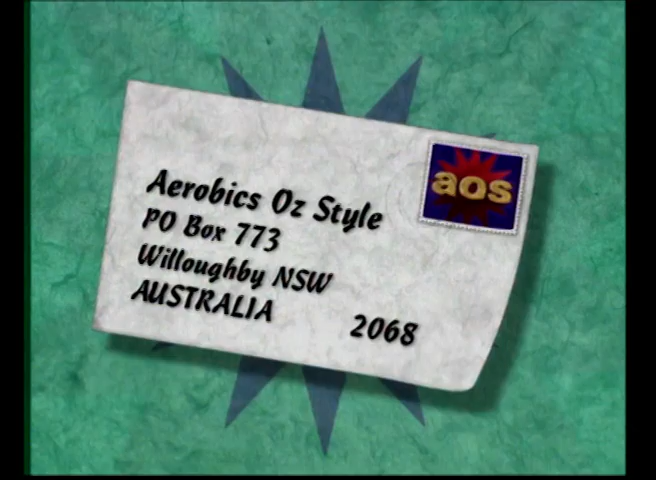 aos
Aerobics Oz Style
PO Box 773
Willoughby NSW
AUSTRALIA 2068